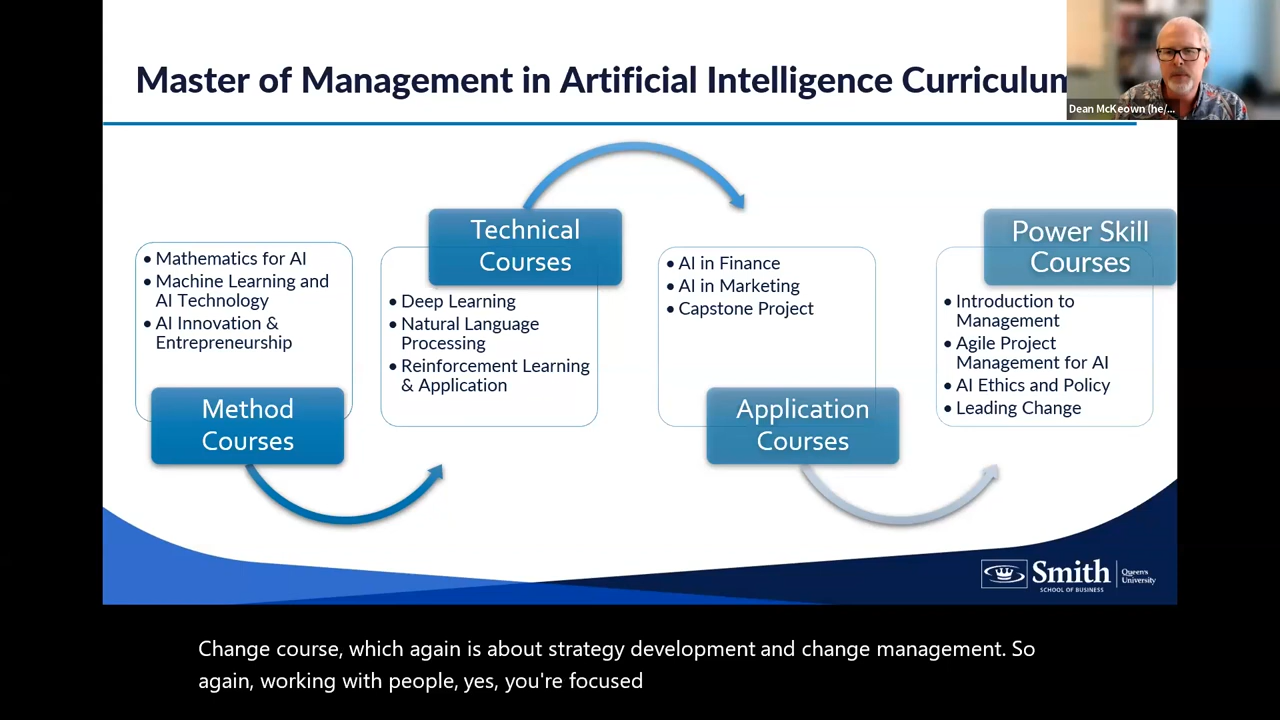 Master of Management in Artificial Intelligence Curriculum
Dean McKeown (he/...
• Mathematics for AI
• Machine Learning and
AI Technology
• AI Innovation &
Entrepreneurship
Method
Courses
Technical
Courses
• Deep Learning
• Natural Language
Processing
• Reinforcement Learning
& Application
• AI in Finance
• AI in Marketing
• Capstone Project
Application
Courses
Power Skill
Courses
• Introduction to
Management
• Agile Project
Management for AI
• AI Ethics and Policy
• Leading Change
Smith
SCHOOL OF BUSINESS
Queen's
University
Change course, which again is about strategy development and change management. So
again, working with people, yes, you're focused